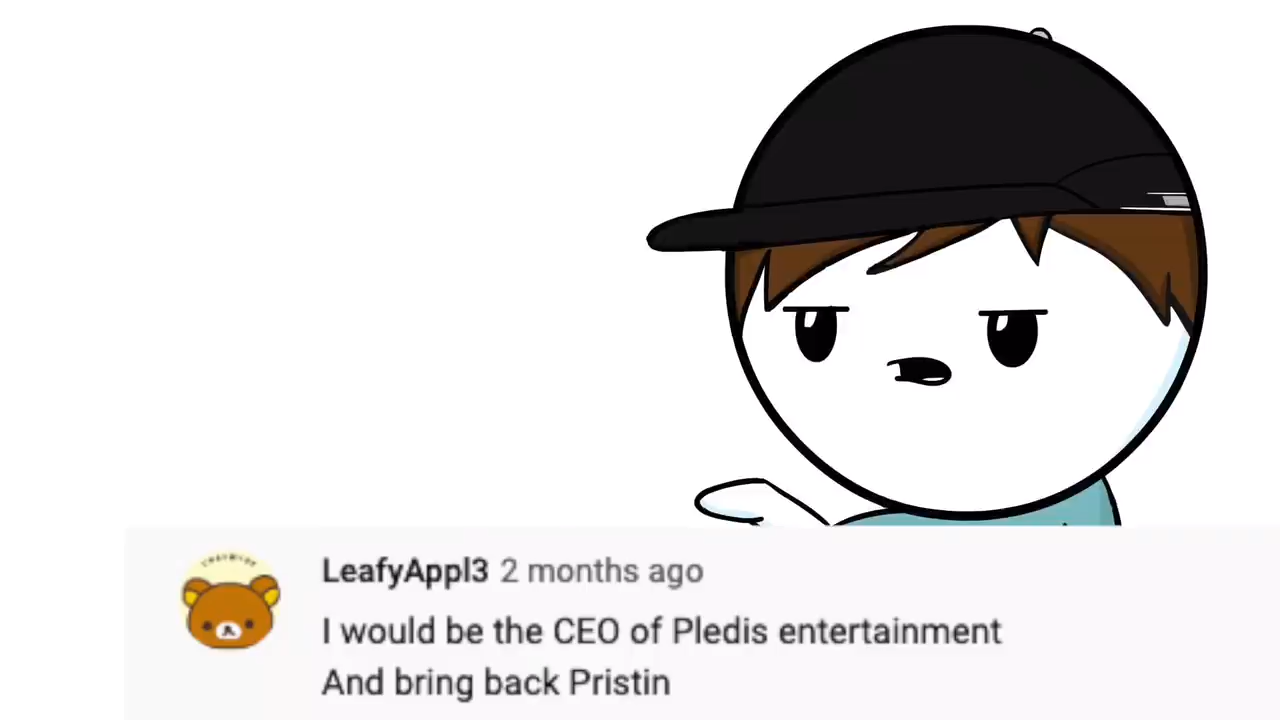 LeafyAppl3 2 months ago
I would be the CEO of Pledis entertainment
And bring back Pristin